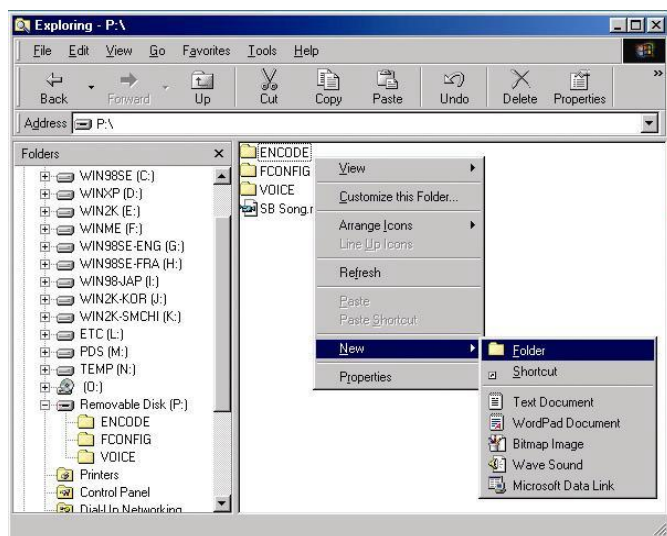 Exploring - P:\
File Edit View Go Favorites Tools Help
Back Forward Up Cut Copy Paste Undo Delete Properties »
Address P:\
Folders
WIN98SE (C:)
WINXP (D:)
WIN2K (E:)
WINME (F:)
WIN98SE-ENG (G:)
WIN98SE-FRA (H:)
WIN98-JAP (I:)
WIN2K-KOR (J:)
WIN2K-SMCHI (K:)
ETC (L:)
PDS (M:)
TEMP (N:)
(O:)
Removable Disk (P:)
ENCODE
FCONFIG
VOICE
Printers
Control Panel
Dial-Up Networking
ENCODE
FCONFIG
VOICE
SB Song.
View
Customize this Folder...
Arrange Icons
Line Up Icons
Refresh
Paste
Paste Shortcut
New
Properties
Folder
Shortcut
Text Document
WordPad Document
Bitmap Image
Wave Sound
Microsoft Data Link